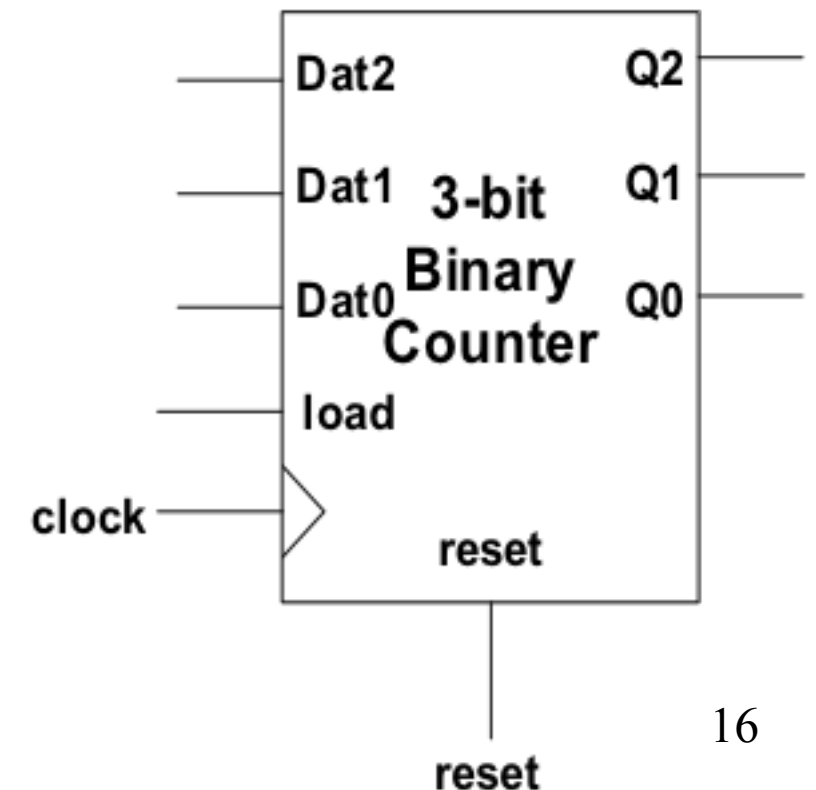 Dat2
Q2
Dat1
Q1
3-bit
Binary
Counter
Dat0
Q0
load
clock
reset
reset
16